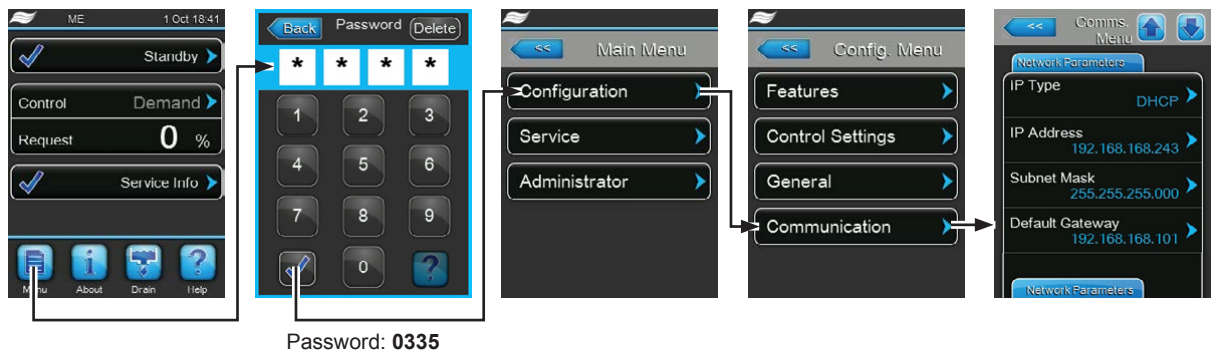 ME 1 Oct 18:41
Standby
Control Demand
Request 0 %
Service Info
Menu About Drain Help
Back Password Delete
* * * *
1 2 3
4 5 6
7 8 9
0 ?
Password: 0335
<< Main Menu
Configuration
Service
Administrator
<< Config. Menu
Features
Control Settings
General
Communication
<< Comms.
Menu
Network Parameters
IP Type
DHCP
IP Address
192.168.168.243
Subnet Mask
255.255.255.000
Default Gateway
192.168.168.101
Network Parameters